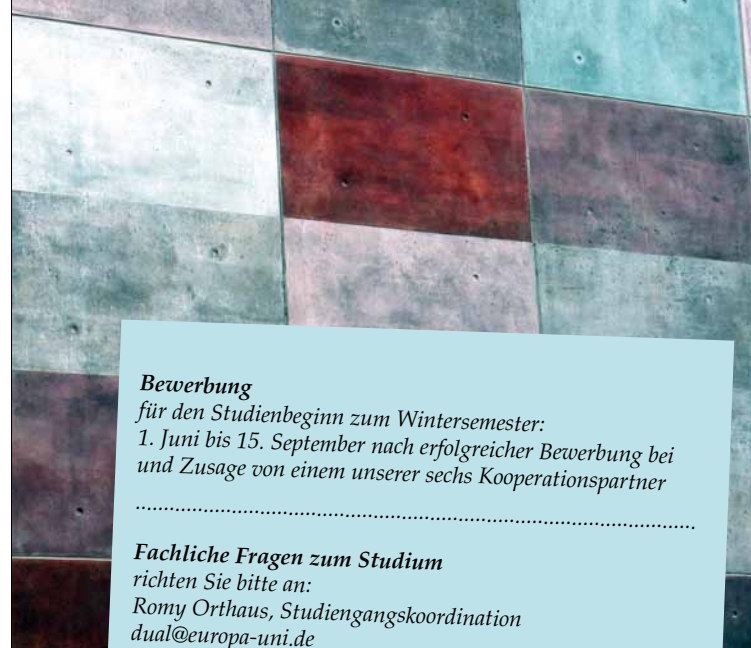 Bewerbung
für den Studienbeginn zum Wintersemester:
1. Juni bis 15. September nach erfolgreicher Bewerbung bei
und Zusage von einem unserer sechs Kooperationspartner
....................................................................................................
Fachliche Fragen zum Studium
richten Sie bitte an:
Romy Orthaus, Studiengangskoordination
dual@europa-uni.de